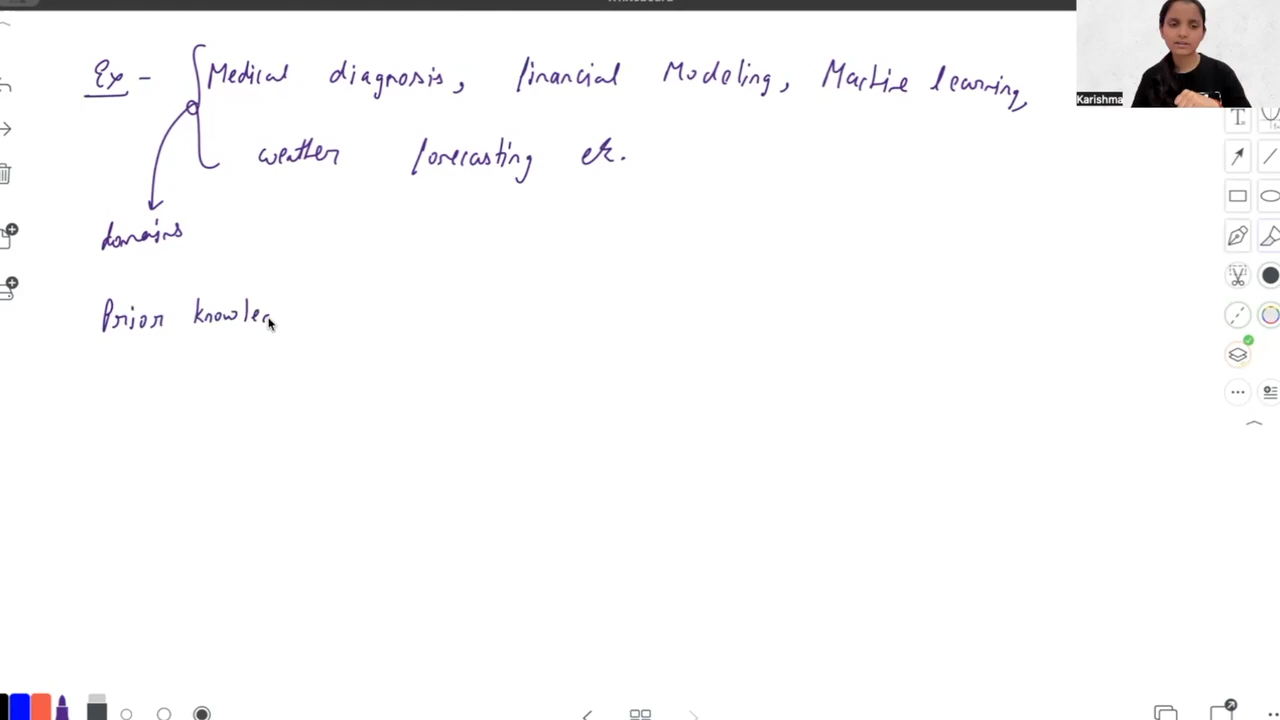 Ex - Medical diagnosis, financial Modeling, Machine learning,
Karishma
weather forecasting etc.
domains
Prior knowle